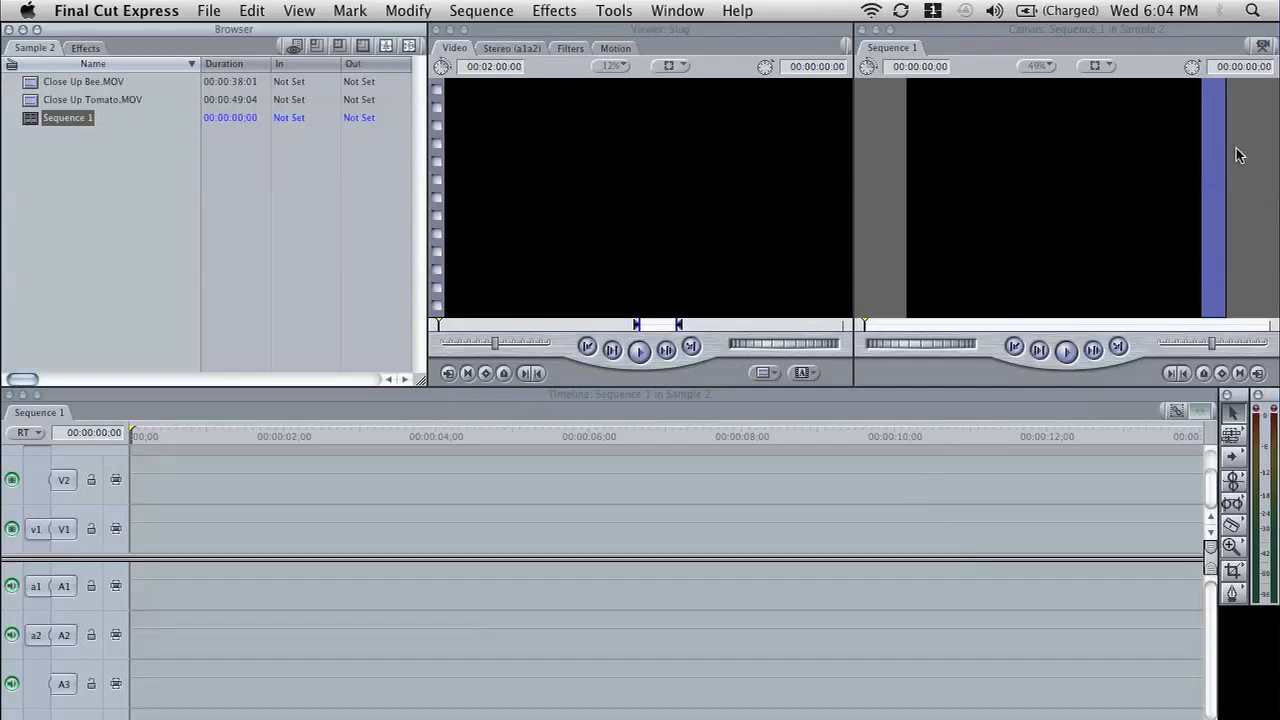 Final Cut Express File Edit View Mark Modify Sequence Effects Tools Window Help 1 (Charged) Wed 6:04 PM
Browser
Viewer: Slug
Canvas: Sequence 1 in Sample 2
Sample 2 Effects
Video Stereo (a1a2) Filters Motion
Sequence 1
Name Duration In Out
00:02:00:00 12% 00:00:00:00
00:00:00;00 49% 00:00:00;00
Close Up Bee.MOV 00:00:38:01 Not Set Not Set
Close Up Tomato.MOV 00:00:49:04 Not Set Not Set
Sequence 1 00:00:00;00 Not Set Not Set
A
Timeline: Sequence 1 in Sample 2
Sequence 1
RT 00:00:00;00 00;00 00:00:02;00 00:00:04;00 00:00:06;00 00:00:08;00 00:00:10;00 00:00:12;00 00:00:
V2
v1 V1
a1 A1
a2 A2
A3
0
-6
-12
-18
-24